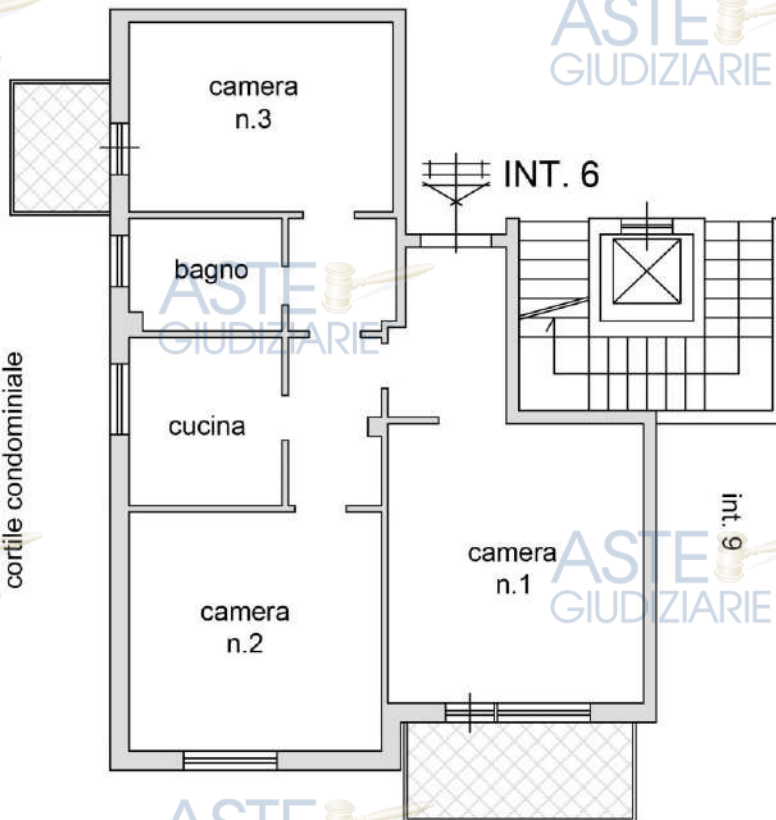 ASTE
GIUDIZIARIE
camera
n.3
INT. 6
bagno
ASTE
GIUDIZIARIE
cortile condominiale
cucina
int. 9
camera
n.1
ASTE
GIUDIZIARIE
camera
n.2
ASTE